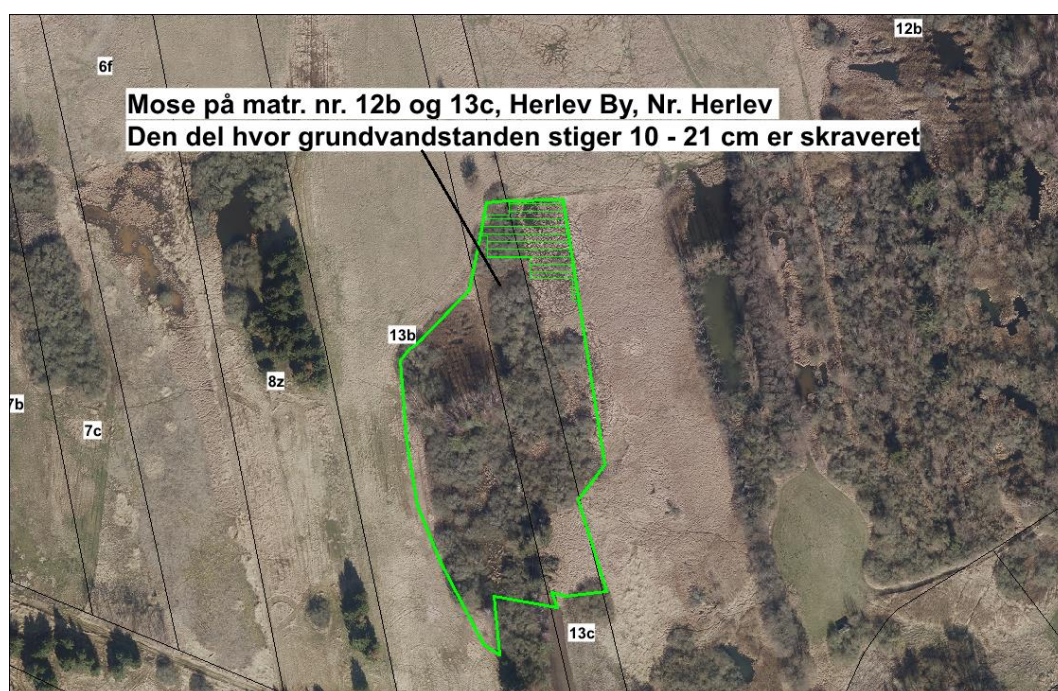 12b
6f
Mose på matr. nr. 12b og 13c, Herlev By, Nr. Herlev
Den del hvor grundvandstanden stiger 10 - 21 cm er skraveret
13b
8z
7b
7c
13c